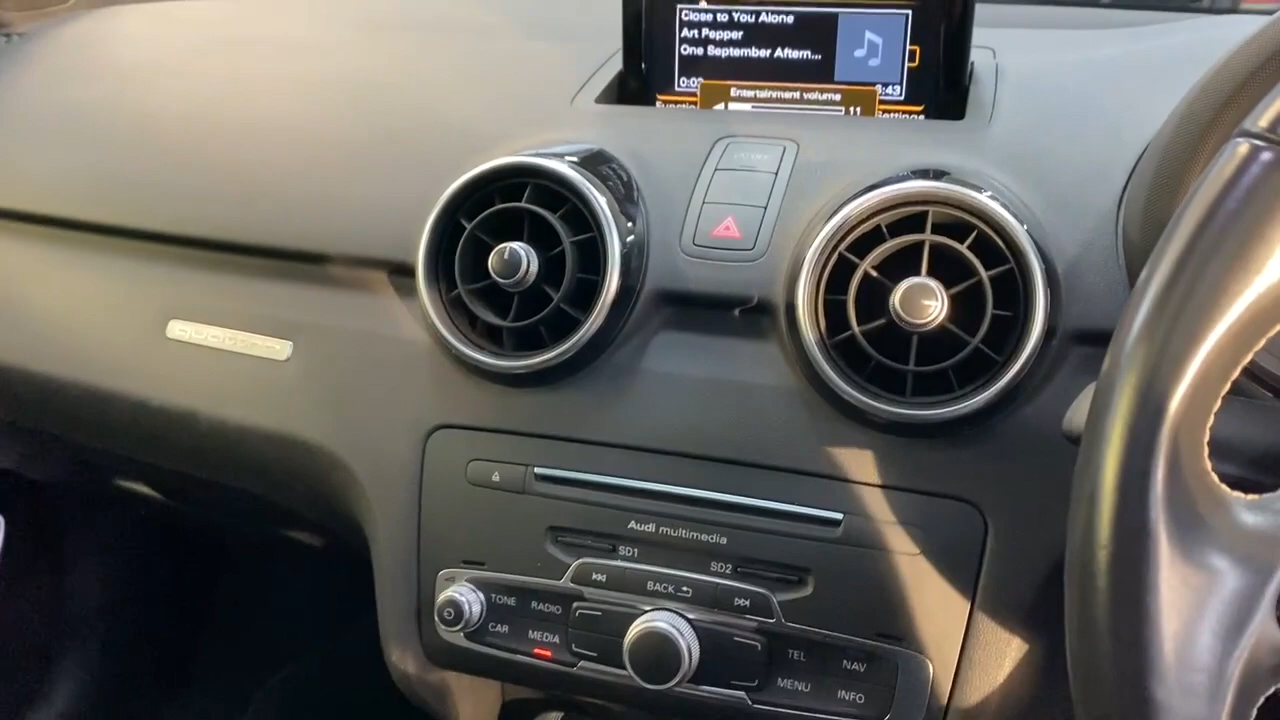 Close to You Alone
Art Pepper
One September Aftern...
Entertainment volume
11
quattro
Audi multimedia
SD1
SD2
BACK
TONE
RADIO
CAR
MEDIA
TEL
NAV
MENU
INFO